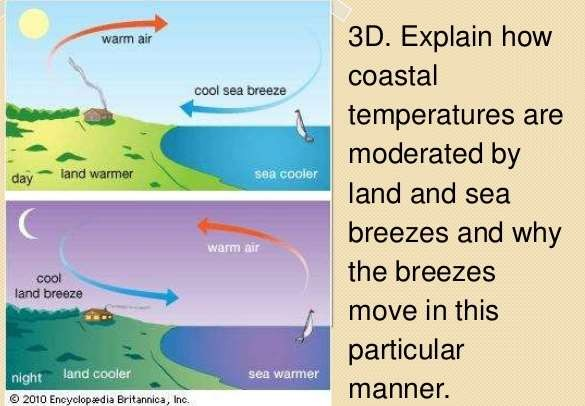 warm air
cool sea breeze
day
land warmer
sea cooler
warm air
cool
land breeze
night
land cooler
sea warmer
© 2010 Encyclopædia Britannica, Inc.
3D. Explain how
coastal
temperatures are
moderated by
land and sea
breezes and why
the breezes
move in this
particular
manner.